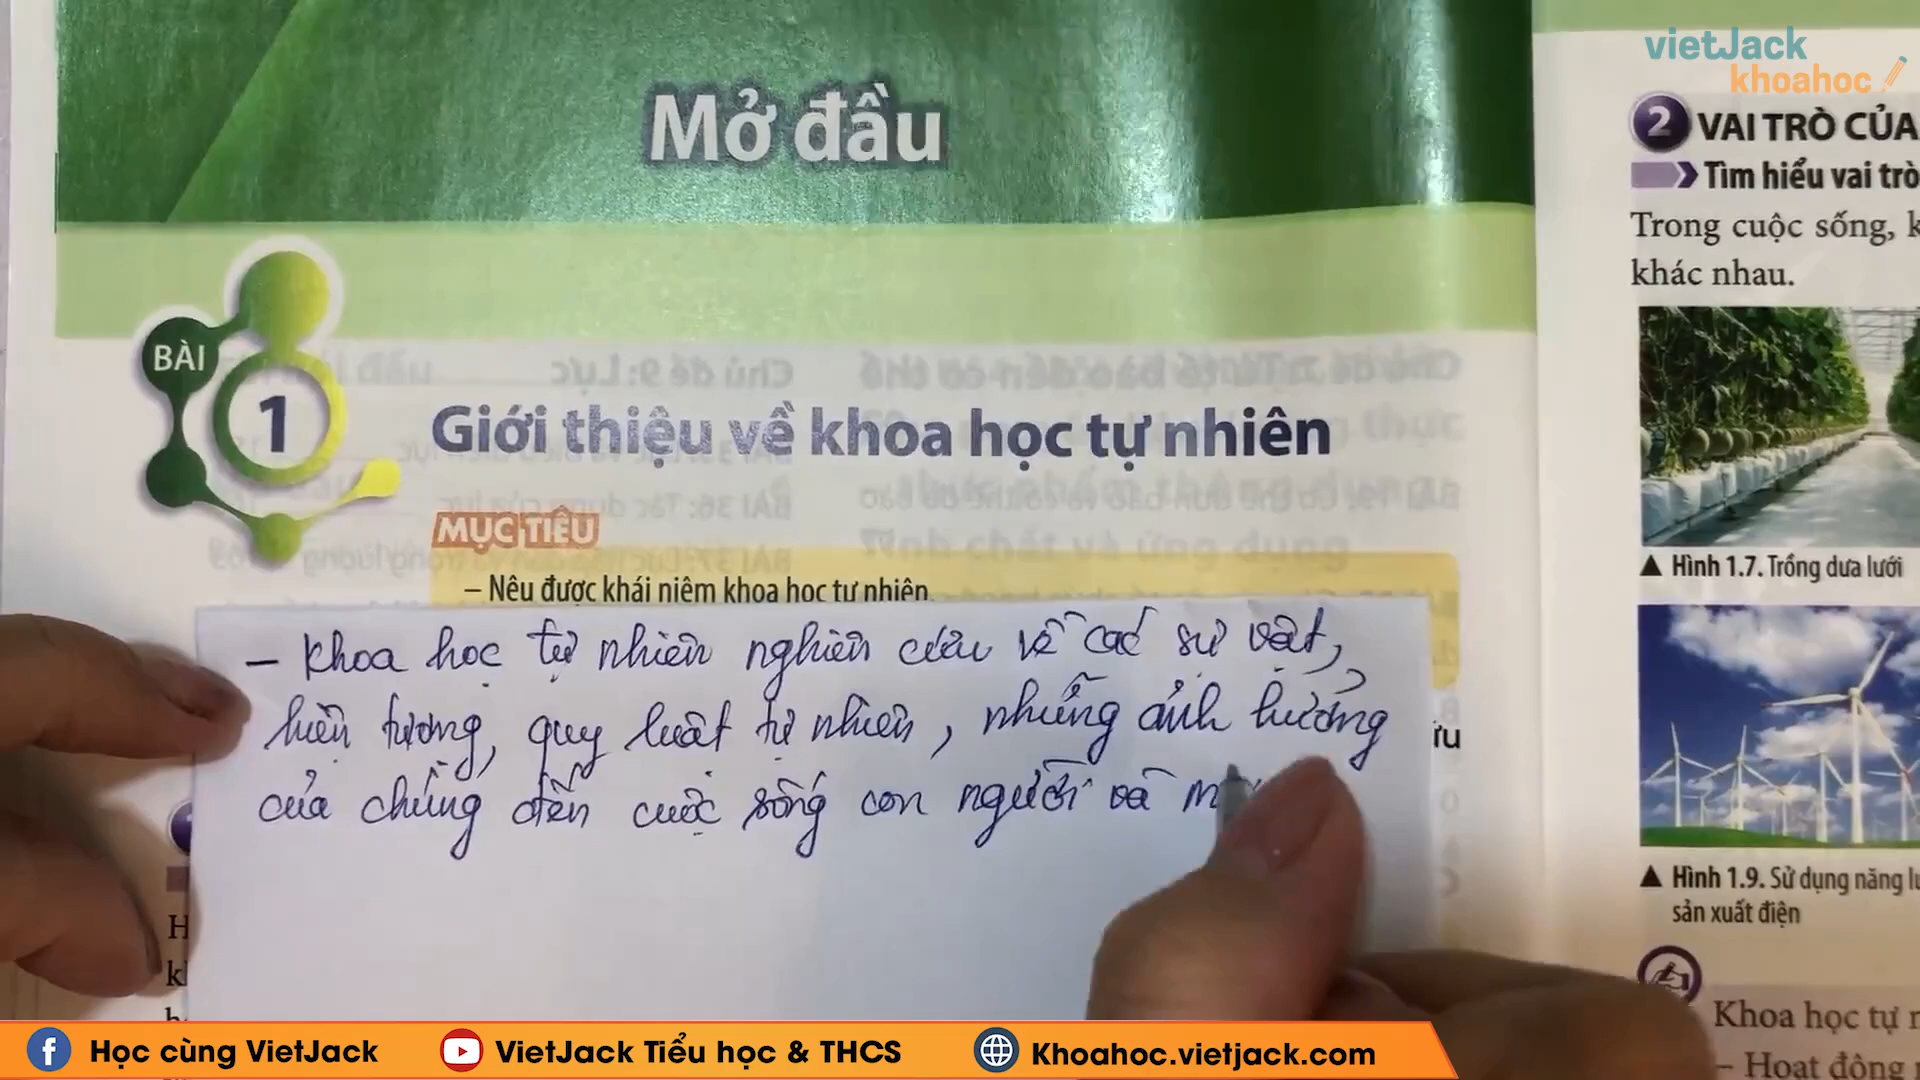 vietJack
khoahoc
Mở đầu
BÀI
1
Giới thiệu về khoa học tự nhiên
MỤC TIÊU
– Nêu được khái niệm khoa học tự nhiên.
– Khoa học tự nhiên nghiên cứu về các sự vật,
hiện tượng, quy luật tự nhiên, những ảnh hưởng
của chúng đến cuộc sống con người và
2 VAI TRÒ CỦA
Tìm hiểu vai trò
Trong cuộc sống,
khác nhau.
▲ Hình 1.7. Trồng dưa lưới
▲ Hình 1.9. Sử dụng năng
sản xuất điện
Khoa học tự
– Hoạt động
Học cùng VietJack
VietJack Tiểu học & THCS
Khoahoc.vietjack.com